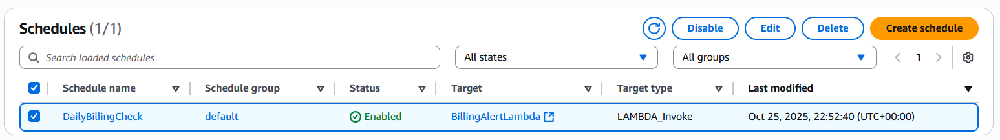 Schedules (1/1)
Disable
Edit
Delete
Create schedule
Search loaded schedules
All states
All groups
1
Schedule name
Schedule group
Status
Target
Target type
Last modified
DailyBillingCheck
default
Enabled
BillingAlertLambda
LAMBDA_Invoke
Oct 25, 2025, 22:52:40 (UTC+00:00)